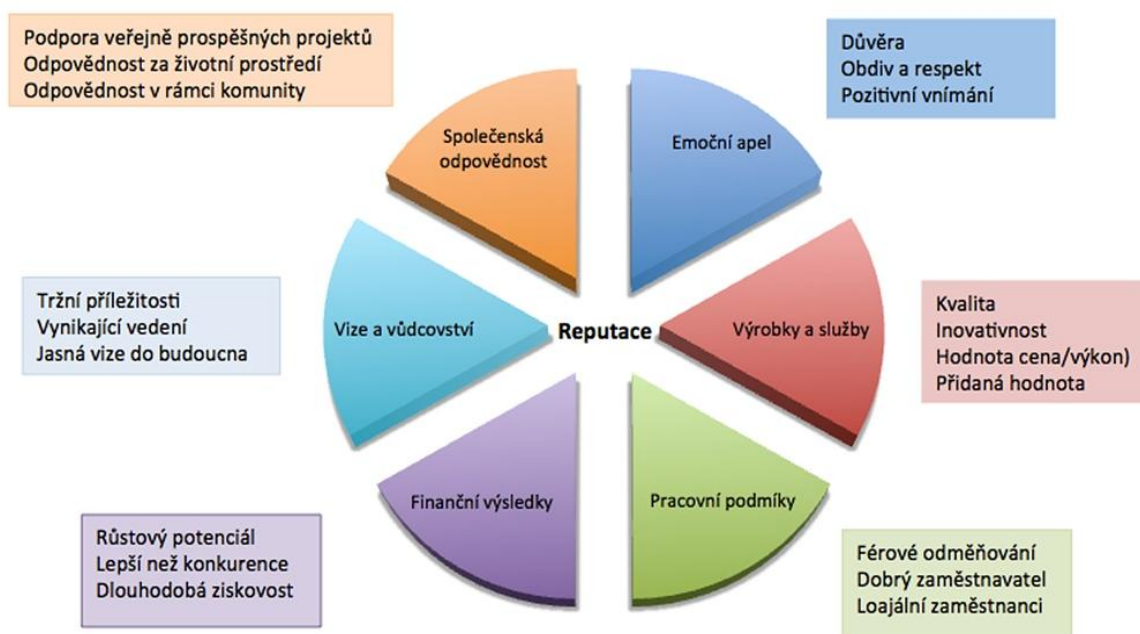 Podpora veřejně prospěšných projektů
Odpovědnost za životní prostředí
Odpovědnost v rámci komunity
Důvěra
Obdiv a respekt
Pozitivní vnímání
Společenská
odpovědnost
Emoční apel
Tržní příležitosti
Vynikající vedení
Jasná vize do budoucna
Vize a vůdcovství
Reputace
Výrobky a služby
Kvalita
Inovativnost
Hodnota cena/výkon)
Přidaná hodnota
Finanční výsledky
Pracovní podmíky
Růstový potenciál
Lepší než konkurence
Dlouhodobá ziskovost
Férové odměňování
Dobrý zaměstnavatel
Loajální zaměstnanci